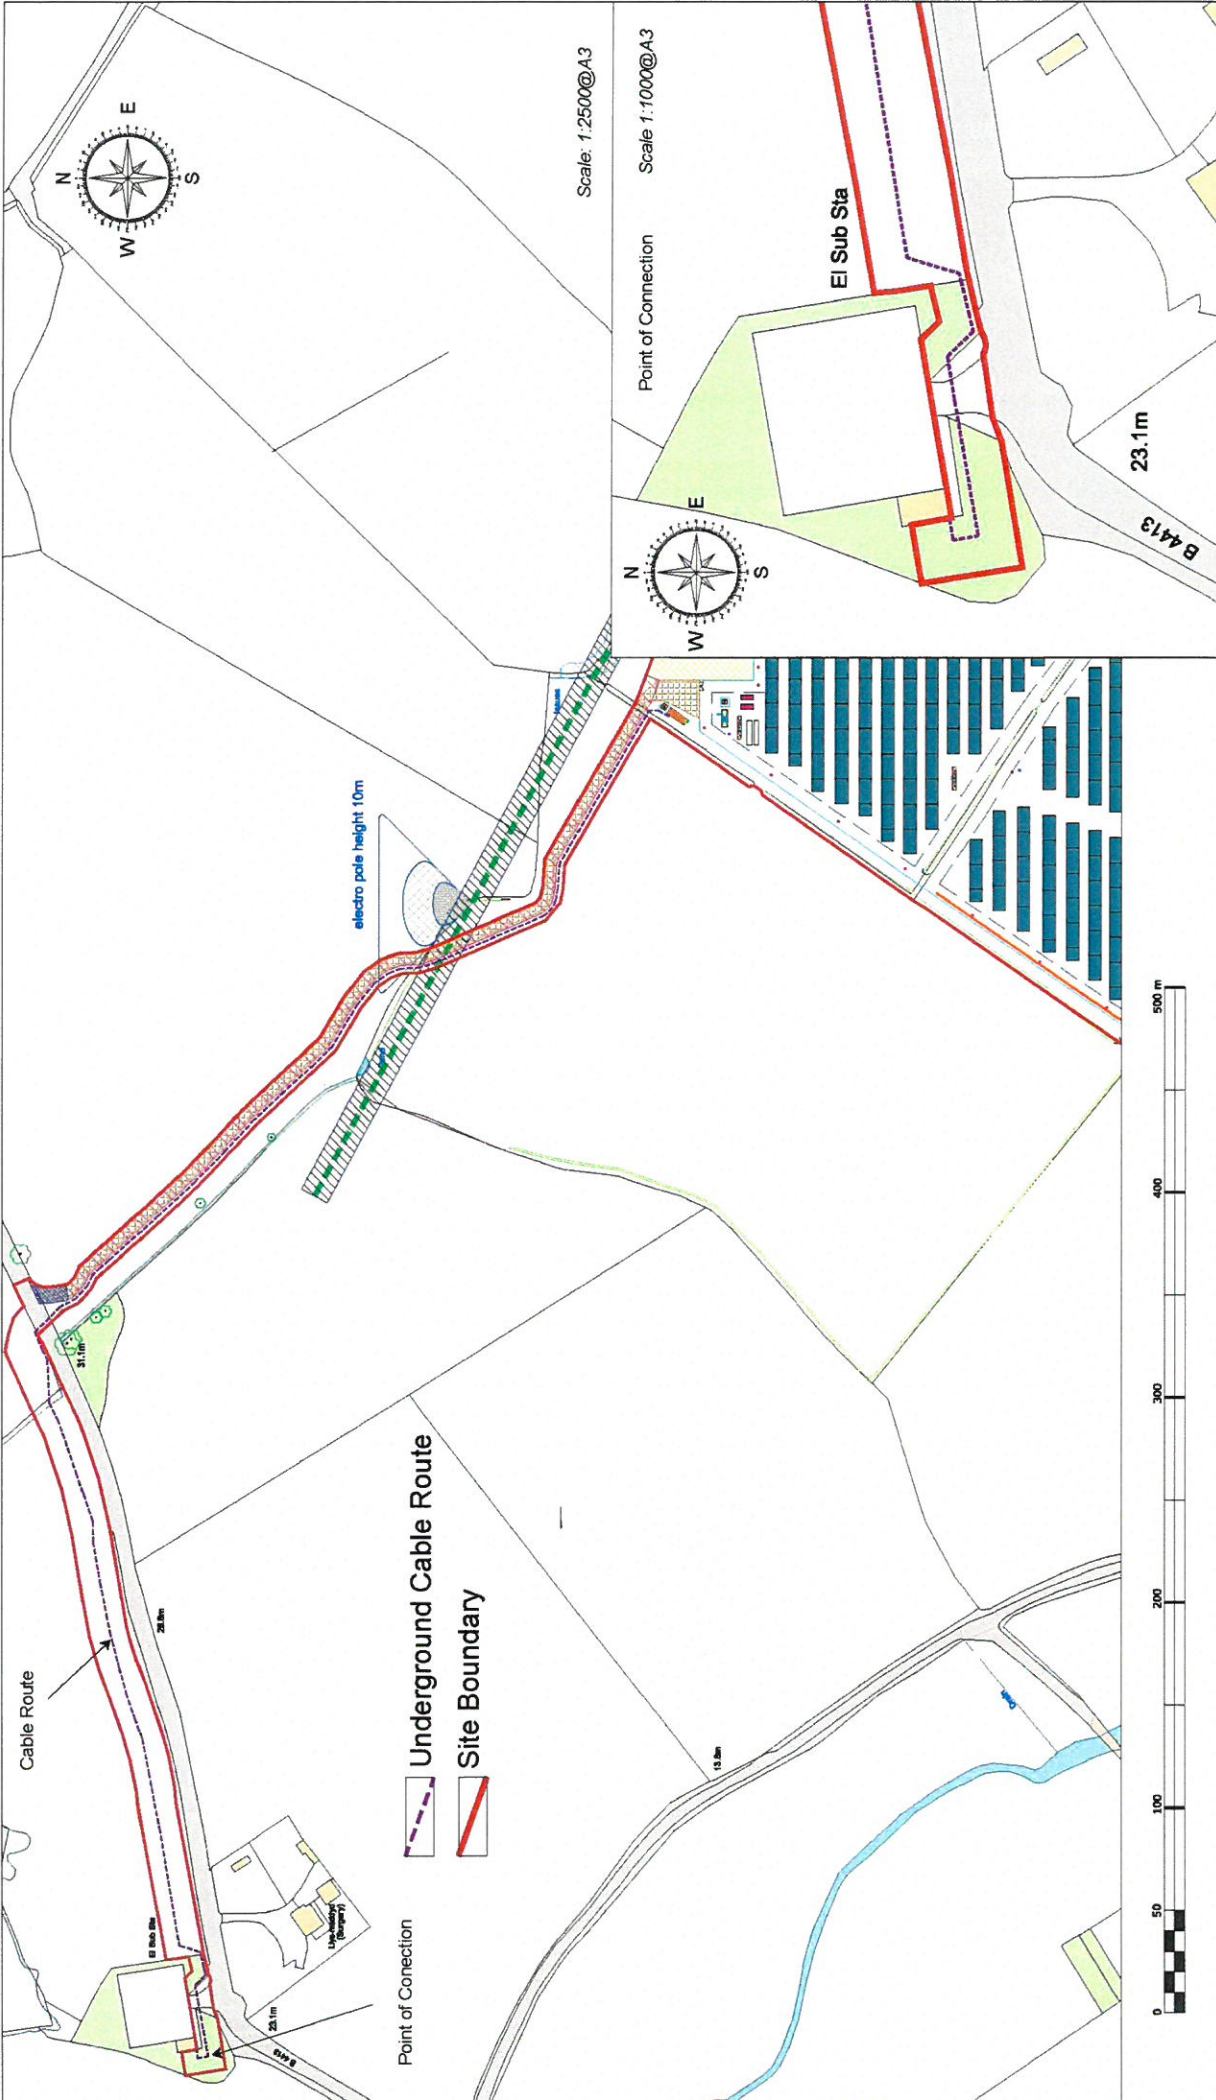 N
E
S
W
Scale: 1:2500@A3
Point of Connection
Scale 1:1000@A3
El Sub Sta
N
E
S
W
23.1m
B 4413
electro pole height 10m
Cable Route
31.1m
El Sub Sta
(Surgery)
23.1m
B 4413
Point of Conection
Underground Cable Route
Site Boundary
13.8m
0
50
100
200
300
400
500 m